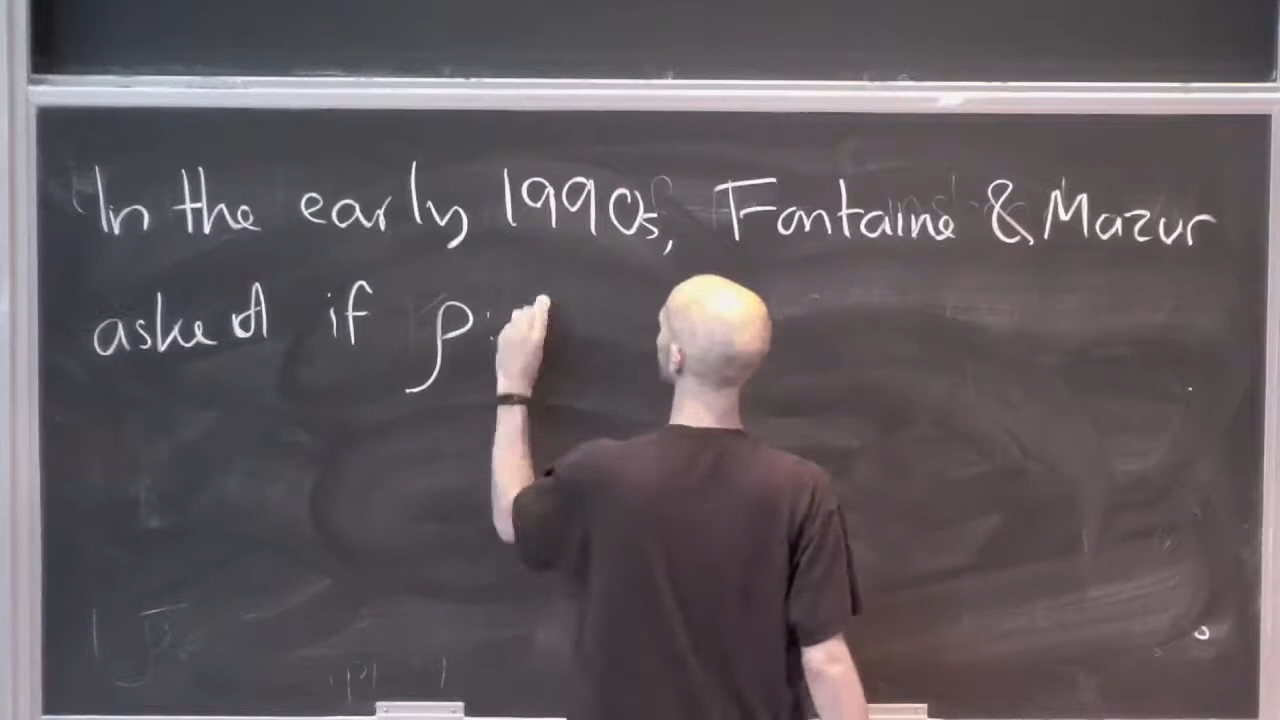 In the early 1990s, Fontaine & Mazur
asked if ρ: